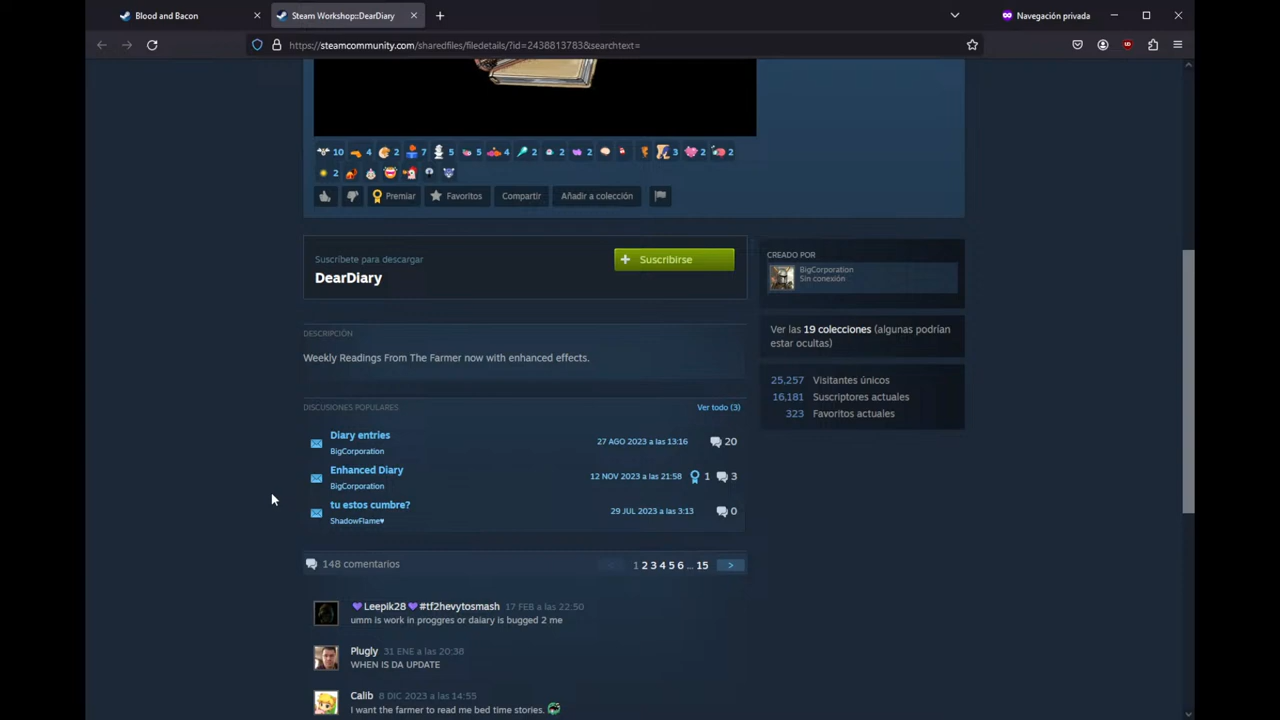 Blood and Bacon
Steam Workshop::DearDiary
Navegación privada
https://steamcommunity.com/sharedfiles/filedetails/?id=2438813783&searchtext=
10 4 2 7 5 5 4 2 2 2 3 2 2
2
Premiar
Favoritos
Compartir
Añadir a colección
Suscríbete para descargar
DearDiary
Suscribirse
CREADO POR
BigCorporation
Sin conexión
Ver las 19 colecciones (algunas podrían
estar ocultas)
25,257 Visitantes únicos
16,181 Suscriptores actuales
323 Favoritos actuales
DESCRIPCIÓN
Weekly Readings From The Farmer now with enhanced effects.
DISCUSIONES POPULARES
Ver todo (3)
Diary entries
27 AGO 2023 a las 13:16
20
BigCorporation
Enhanced Diary
12 NOV 2023 a las 21:58
1
3
BigCorporation
tu estos cumbre?
29 JUL 2023 a las 3:13
0
ShadowFlame♥
148 comentarios
< 1 2 3 4 5 6 ... 15 >
💜Leepik28💜#tf2hevytosmash 17 FEB a las 22:50
umm is work in proggres or daiary is bugged 2 me
Plugly 31 ENE a las 20:38
WHEN IS DA UPDATE
Calib 8 DIC 2023 a las 14:55
I want the farmer to read me bed time stories.